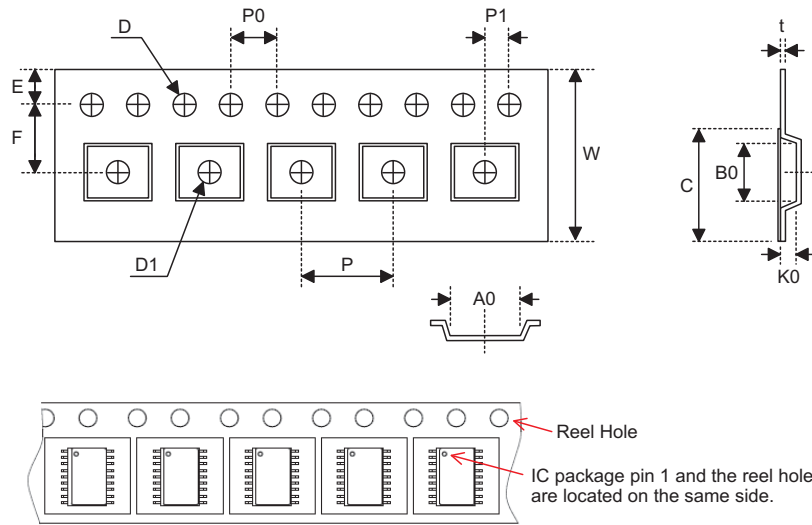 D
P0
P1
t
E
F
W
C
B0
D1
P
K0
A0
Reel Hole
IC package pin 1 and the reel holes
are located on the same side.